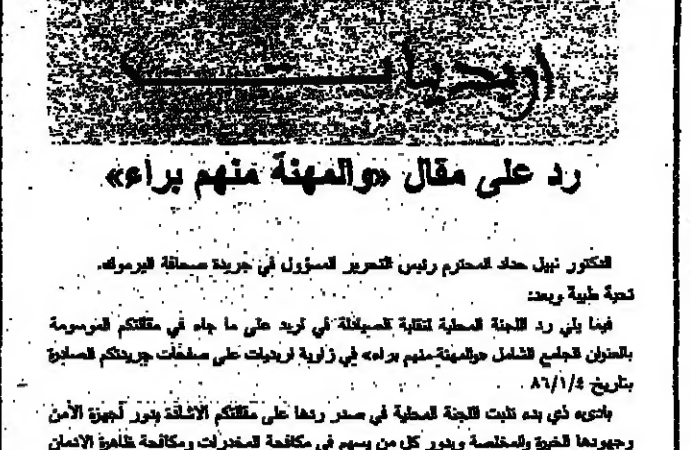 اربديات
رد على مقال «والمهنة منهم براء»
الدكتور نبيل حداد المحترم رئيس التحرير المسؤول في جريدة صحافة اليرموك.
تحية طيبة وبعد:
فيما يلي رد اللجنة المحلية لنقابة الصيادلة في اربد على ما جاء في مقالتكم الموسومة
بالعنوان الجامع الشامل «والمهنة منهم براء» في زاوية اربديات على صفحات جريدتكم الصادرة
بتاريخ ٨٦/١/٤ .
بادىء ذي بدء تثبت اللجنة المحلية في صدر ردها على مقالتكم الاشادة بدور أجهزة الأمن
وجهودها الخيرة والمخلصة وبدور كل من يسهم في مكافحة المخدرات ومكافحة ظاهرة الادمان